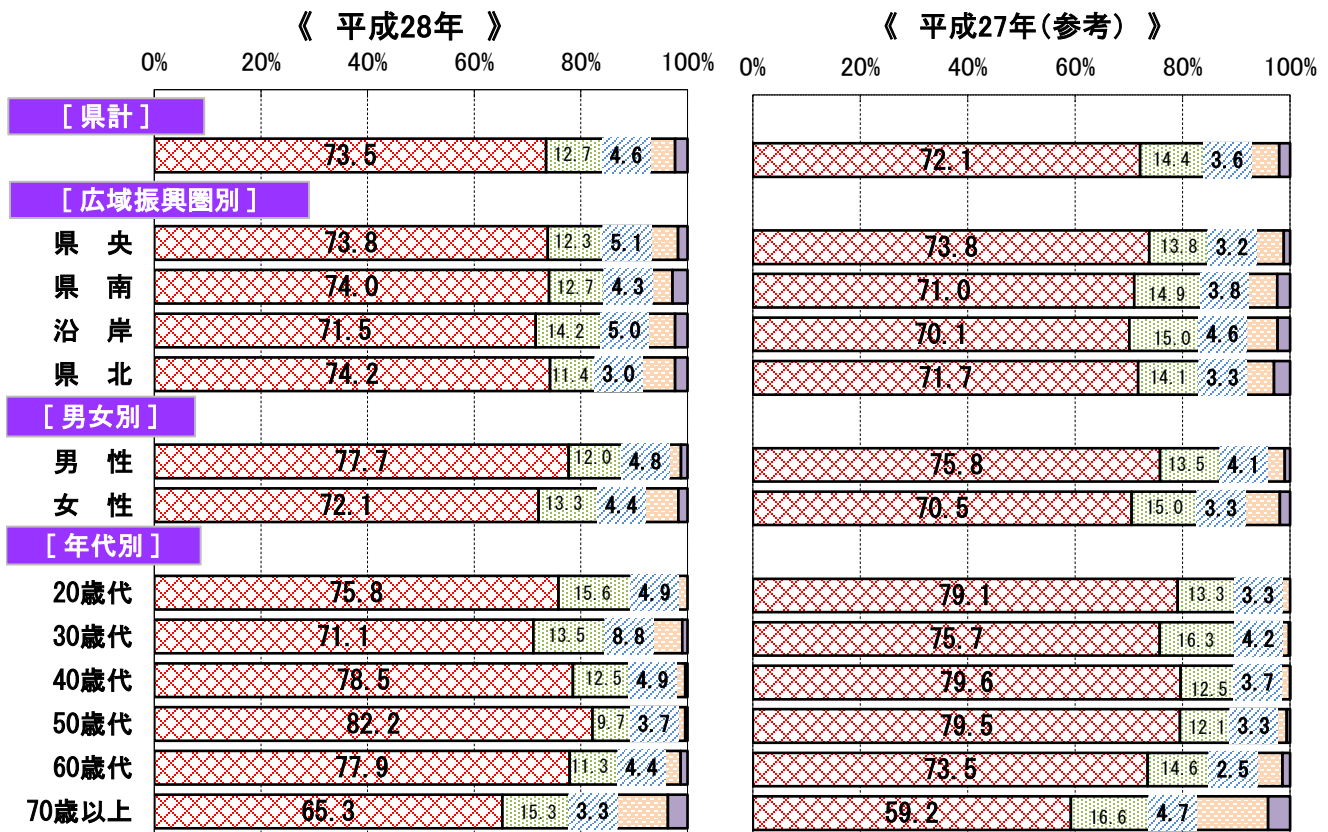 《 平成28年 》
0% 20% 40% 60% 80% 100%
[ 県計 ]
73.5 12.7 4.6
[ 広域振興圏別 ]
県 央 73.8 12.3 5.1
県 南 74.0 12.7 4.3
沿 岸 71.5 14.2 5.0
県 北 74.2 11.4 3.0
[ 男女別 ]
男 性 77.7 12.0 4.8
女 性 72.1 13.3 4.4
[ 年代別 ]
20歳代 75.8 15.6 4.9
30歳代 71.1 13.5 8.8
40歳代 78.5 12.5 4.9
50歳代 82.2 9.7 3.7
60歳代 77.9 11.3 4.4
70歳以上 65.3 15.3 3.3
《 平成27年(参考) 》
0% 20% 40% 60% 80% 100%
72.1 14.4 3.6
73.8 13.8 3.2
71.0 14.9 3.8
70.1 15.0 4.6
71.7 14.1 3.3
75.8 13.5 4.1
70.5 15.0 3.3
79.1 13.3 3.3
75.7 16.3 4.2
79.6 12.5 3.7
79.5 12.1 3.3
73.5 14.6 2.5
59.2 16.6 4.7